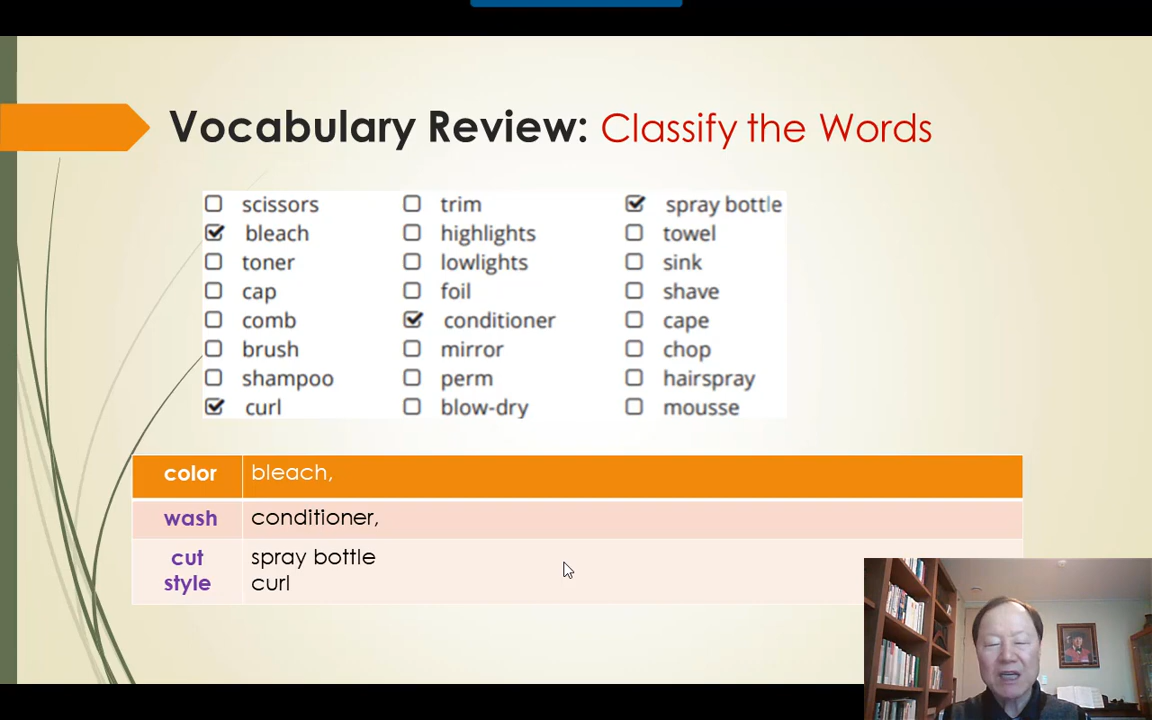 Vocabulary Review: Classify the Words
scissors
bleach
toner
cap
comb
brush
shampoo
curl
trim
highlights
lowlights
foil
conditioner
mirror
perm
blow-dry
spray bottle
towel
sink
shave
cape
chop
hairspray
mousse
color bleach,
wash conditioner,
cut spray bottle
style curl